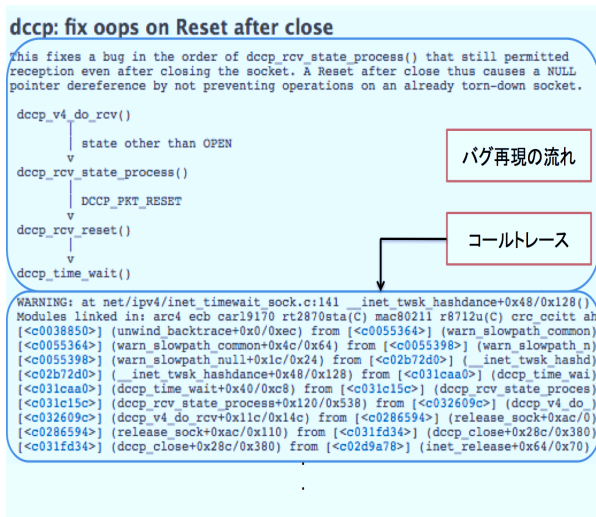 dccp: fix oops on Reset after close
This fixes a bug in the order of dccp_rcv_state_process() that still permitted
reception even after closing the socket. A Reset after close thus causes a NULL
pointer dereference by not preventing operations on an already torn-down socket.
dccp_v4_do_rcv()
|
| state other than OPEN
v
dccp_rcv_state_process()
|
| DCCP_PKT_RESET
v
dccp_rcv_reset()
|
v
dccp_time_wait()
バグ再現の流れ
コールトレース
WARNING: at net/ipv4/inet_timewait_sock.c:141 __inet_twsk_hashdance+0x48/0x128()
Modules linked in: arc4 ecb carl9170 rt2870sta(C) mac80211 r8712u(C) crc_ccitt ah
[<c0038850>] (unwind_backtrace+0x0/0xec) from [<c0055364>] (warn_slowpath_common)
[<c0055364>] (warn_slowpath_common+0x4c/0x64) from [<c0055398>] (warn_slowpath_n)
[<c0055398>] (warn_slowpath_null+0x1c/0x24) from [<c02b72d0>] (__inet_twsk_hashd)
[<c02b72d0>] (__inet_twsk_hashdance+0x48/0x128) from [<c031caa0>] (dccp_time_wai)
[<c031caa0>] (dccp_time_wait+0x40/0xc8) from [<c031c15c>] (dccp_rcv_state_proces)
[<c031c15c>] (dccp_rcv_state_process+0x120/0x538) from [<c032609c>] (dccp_v4_do_)
[<c032609c>] (dccp_v4_do_rcv+0x11c/0x14c) from [<c0286594>] (release_sock+0xac/0)
[<c0286594>] (release_sock+0xac/0x110) from [<c031fd34>] (dccp_close+0x28c/0x380)
[<c031fd34>] (dccp_close+0x28c/0x380) from [<c02d9a78>] (inet_release+0x64/0x70)
.
.